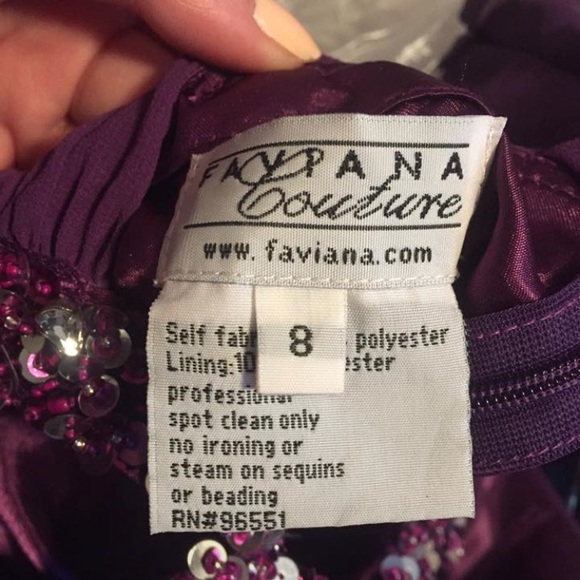 FAVIANA
Couture
www.faviana.com
8
Self polyester
Lining:
professional
spot clean only
no ironing or
steam on sequins
or beading
RN#96551